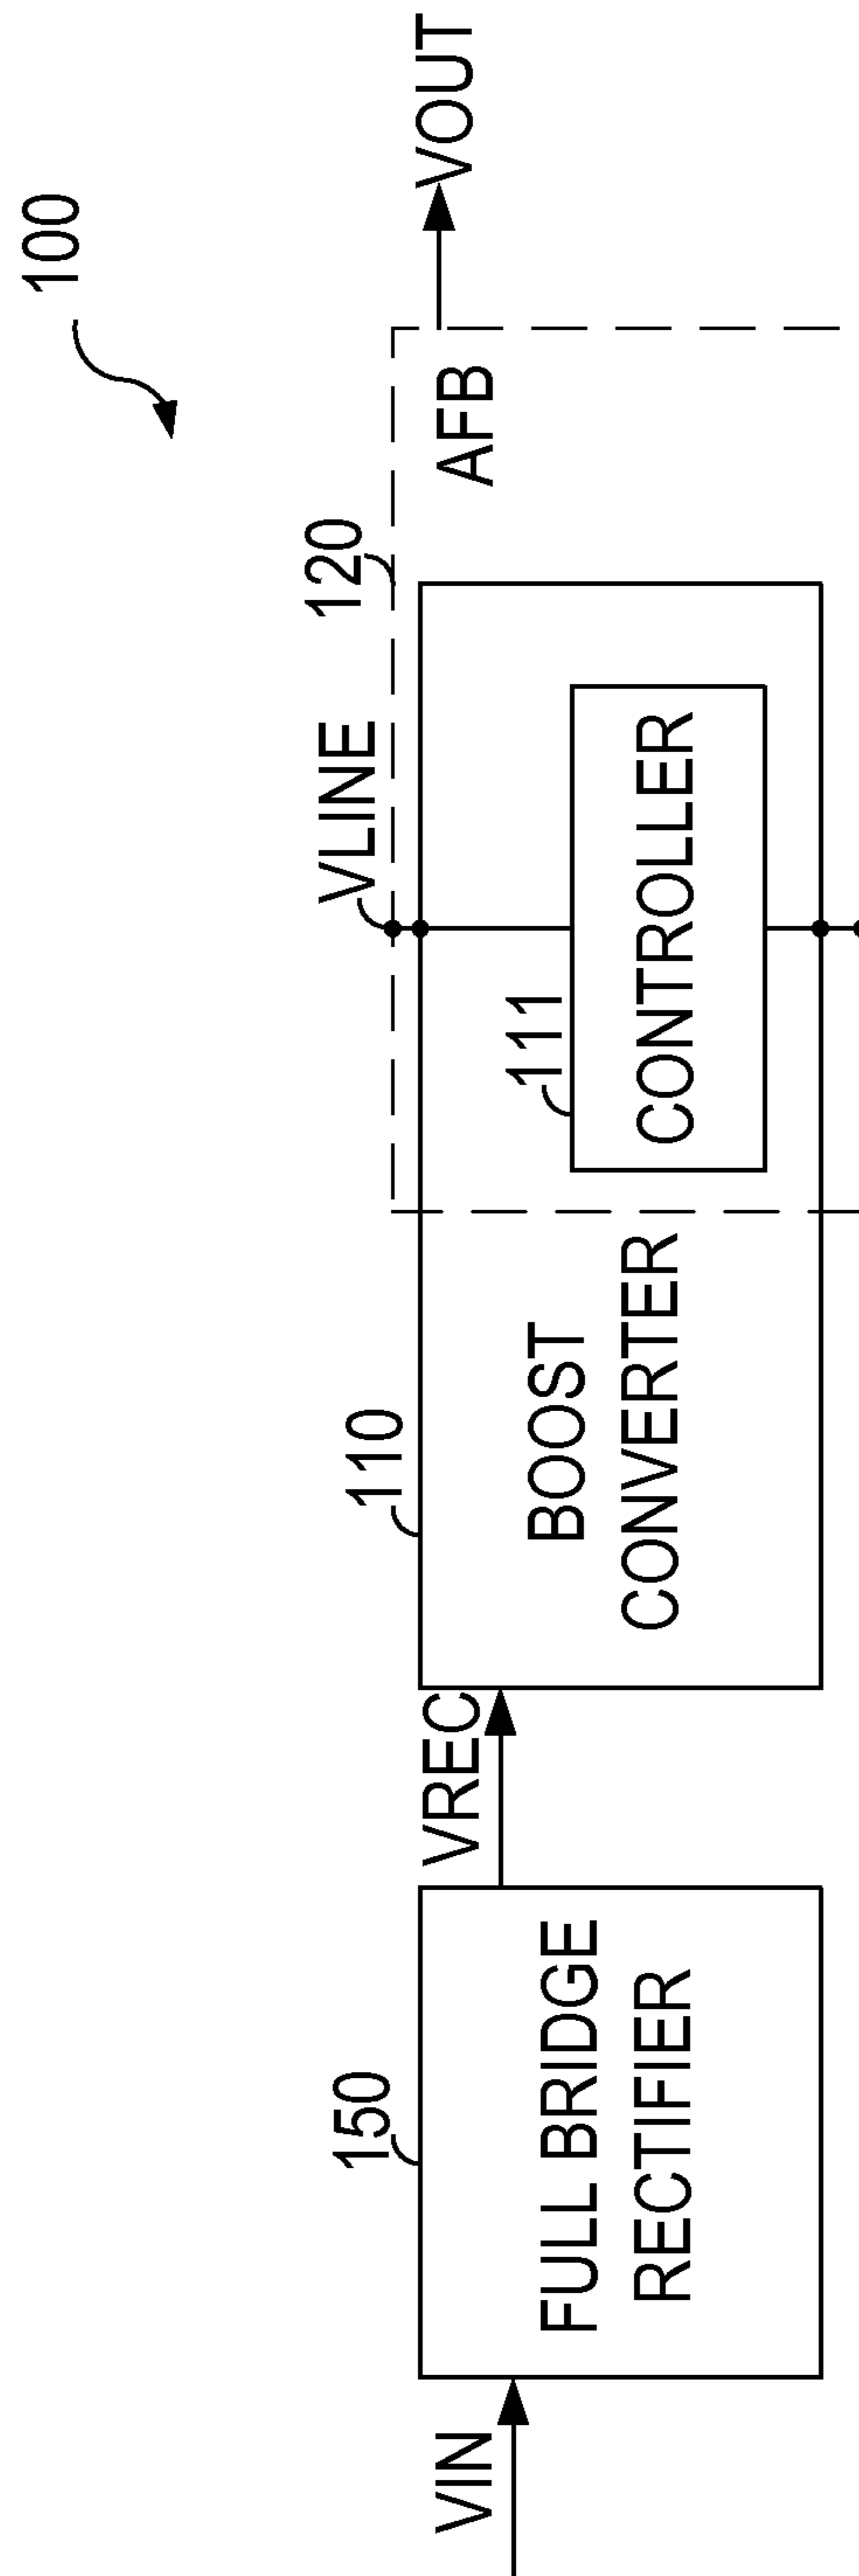 100
VIN
150
FULL BRIDGE
RECTIFIER
VREC
110
BOOST
CONVERTER
VLINE
120
111
CONTROLLER
AFB
VOUT